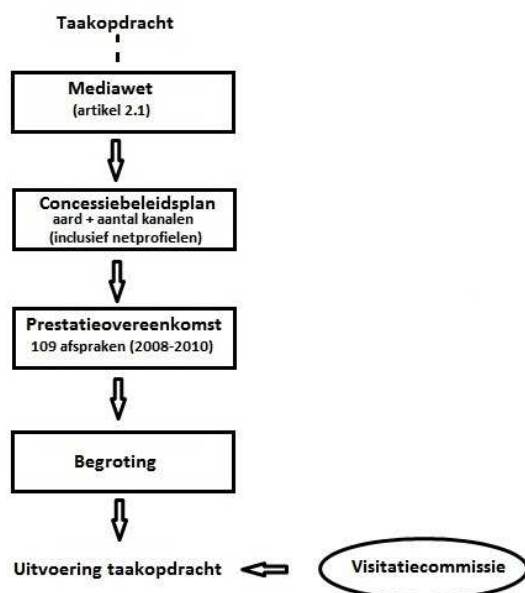 Taakopdracht
Mediawet
(artikel 2.1)
Concessiebeleidsplan
aard + aantal kanalen
(inclusief netprofielen)
Prestatieovereenkomst
109 afspraken (2008-2010)
Begroting
Uitvoering taakopdracht
Visitatiecommissie